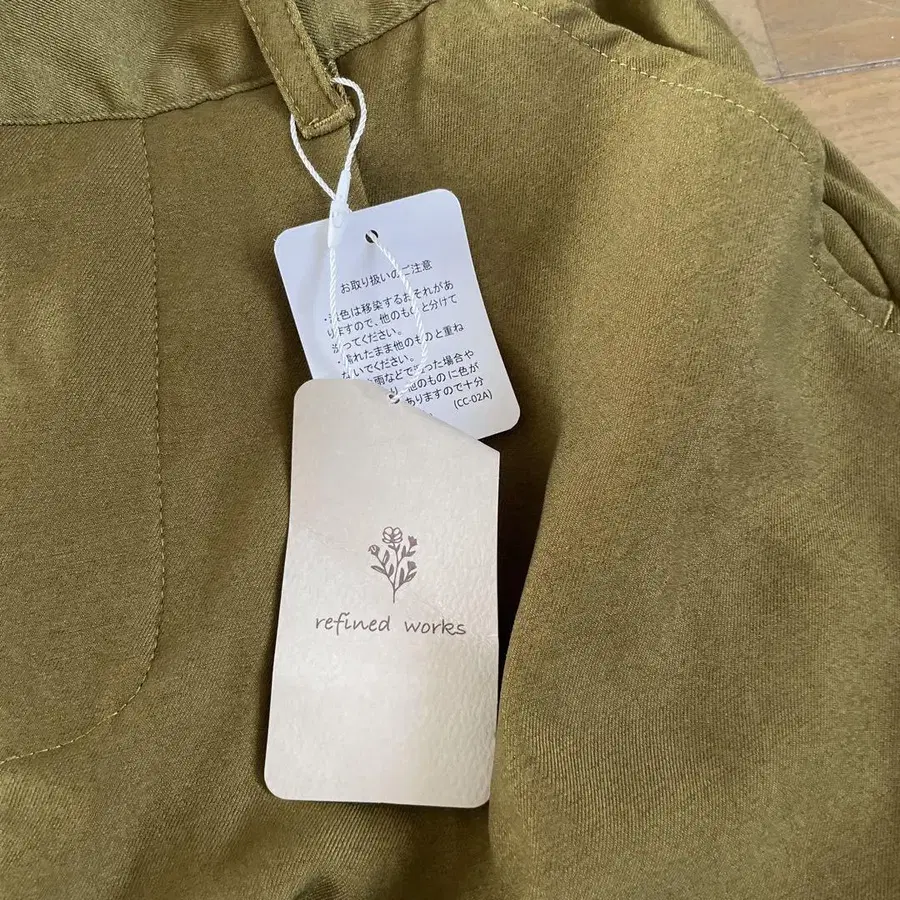 お取り扱いのご注意
色は移染するおそれがあ
りますので、他のものと分けて
洗ってください。
濡れたまま他のものと重ね
ないでください。
雨などで湿った場合や
他のものに色が
ありますので十分
(CC-02A)
refined works